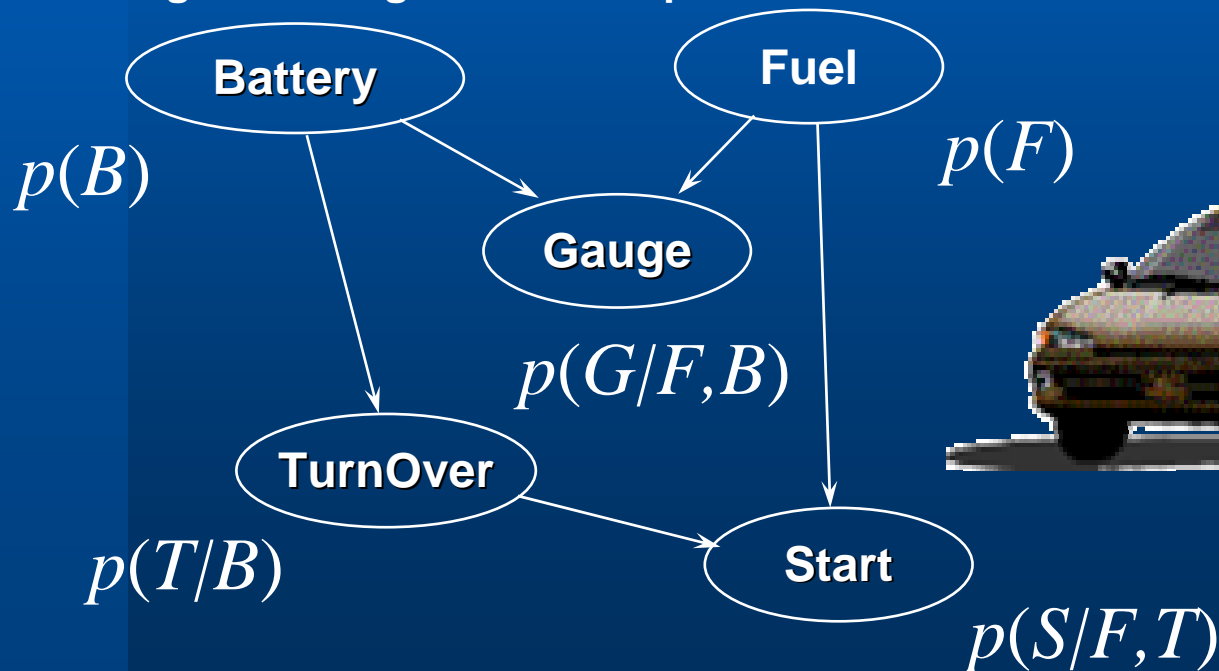 Battery
Fuel
p(B)
p(F)
Gauge
p(G/F,B)
TurnOver
p(T/B)
Start
p(S/F,T)